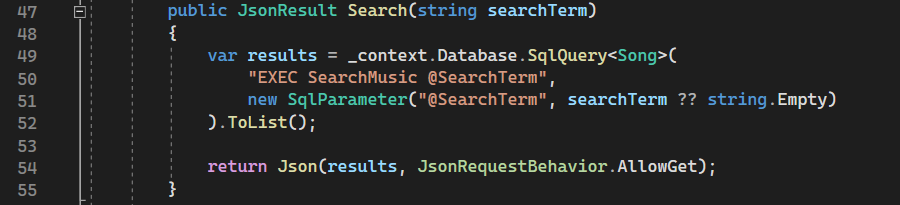 47 public JsonResult Search(string searchTerm)
48 {
49 var results = _context.Database.SqlQuery<Song>(
50 "EXEC SearchMusic @SearchTerm",
51 new SqlParameter("@SearchTerm", searchTerm ?? string.Empty)
52 ).ToList();
53
54 return Json(results, JsonRequestBehavior.AllowGet);
55 }